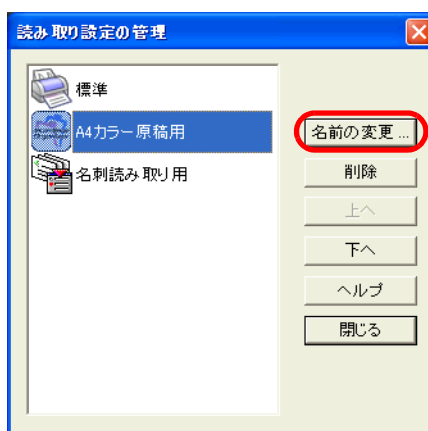 読み取り設定の管理
標準
A4カラー原稿用
名刺読み取り用
名前の変更...
削除
上へ
下へ
ヘルプ
閉じる